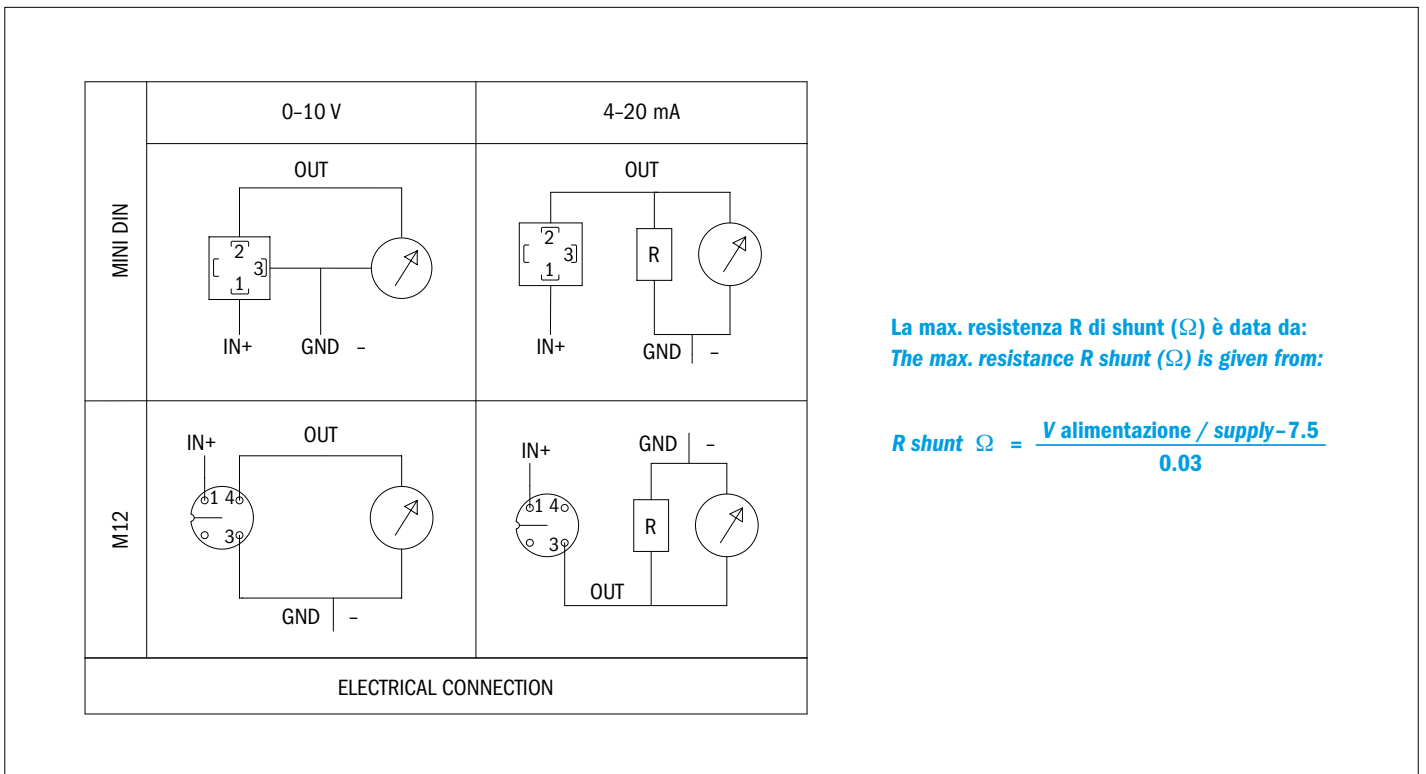 0–10 V
4–20 mA
MINI DIN
OUT
2
3
1
IN+
GND –
OUT
2
3
1
R
IN+
GND –
M12
IN+
OUT
1 4
3
GND –
IN+
GND –
1 4
3
R
OUT
ELECTRICAL CONNECTION
La max. resistenza R di shunt (Ω) è data da:
The max. resistance R shunt (Ω) is given from:
R shunt Ω = V alimentazione / supply–7.5
0.03